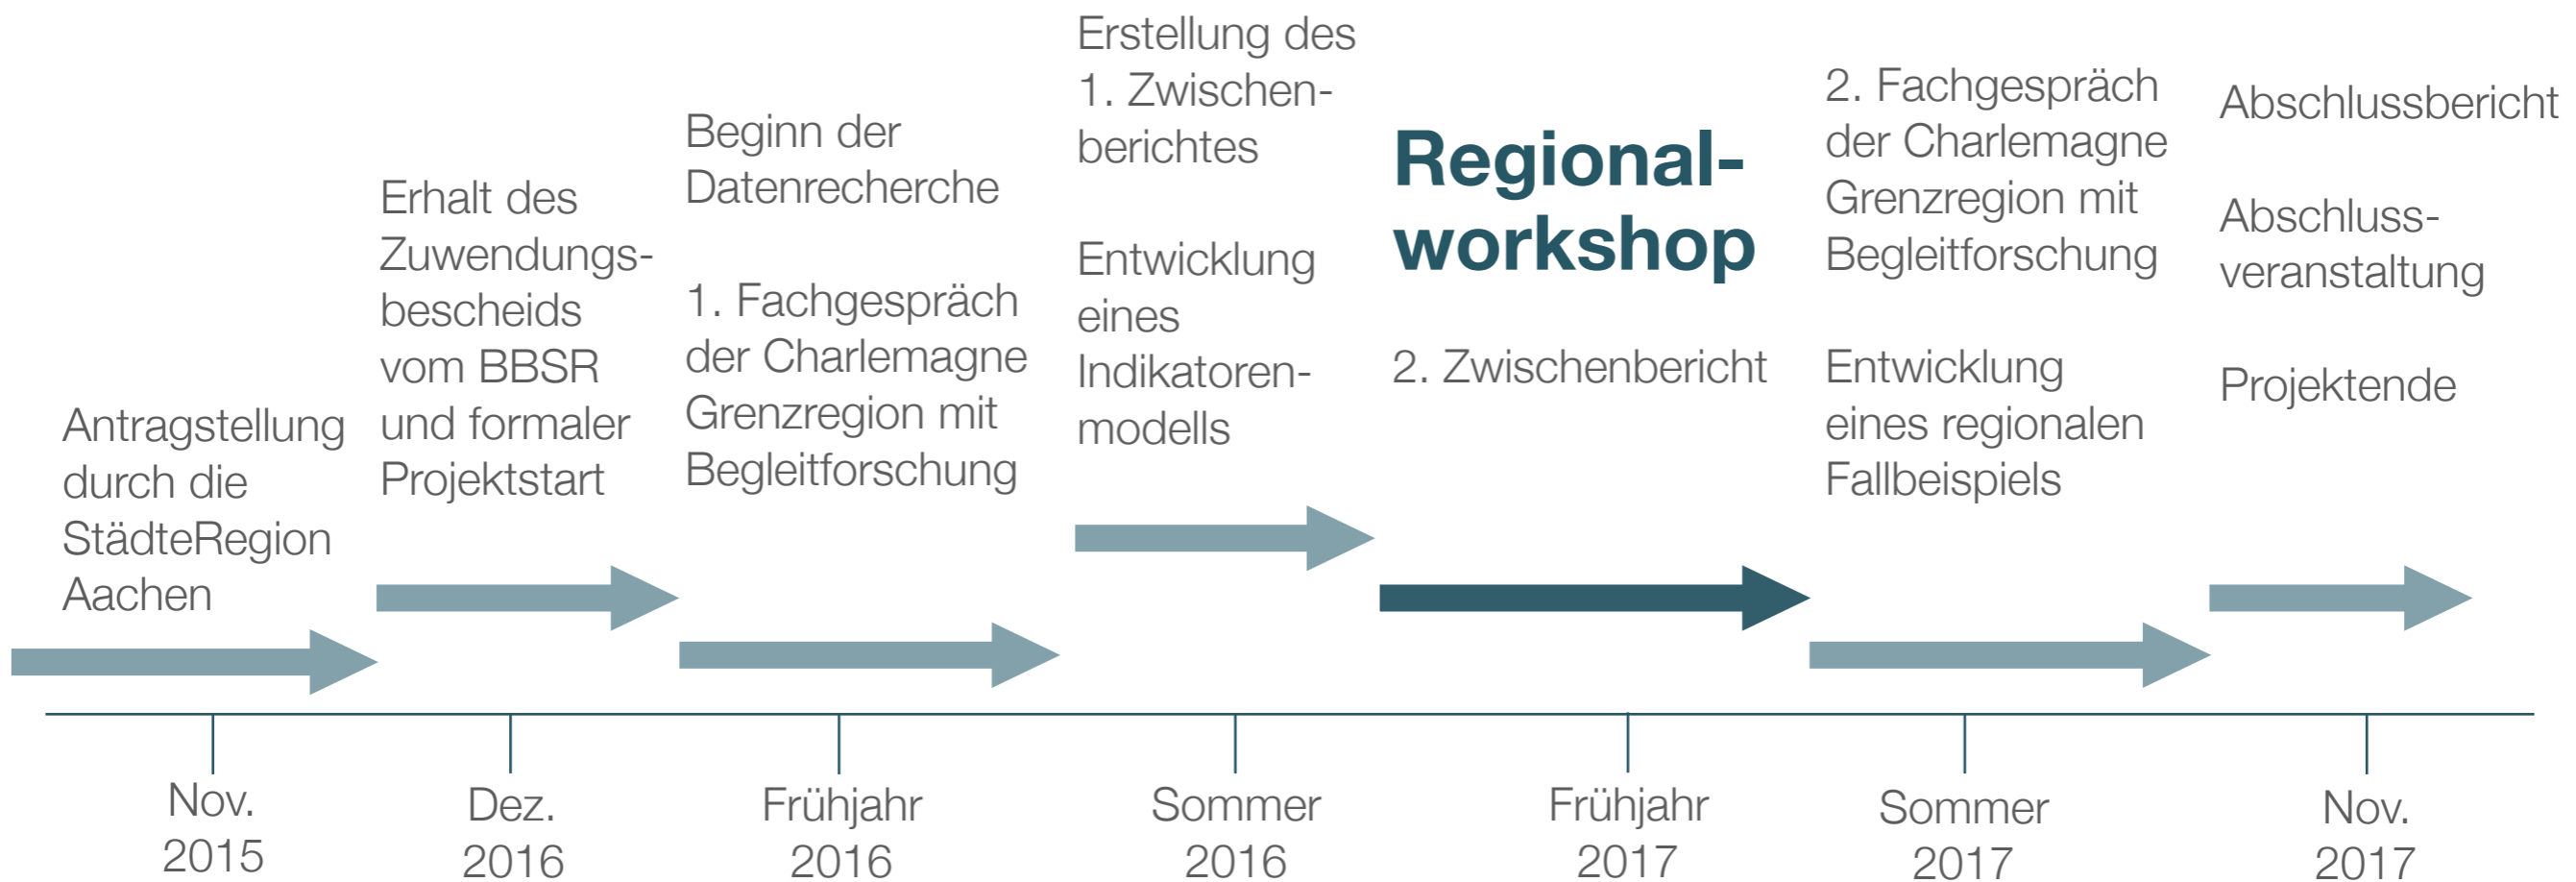 Antragstellung
durch die
StädteRegion
Aachen
Erhalt des
Zuwendungs-
bescheids
vom BBSR
und formaler
Projektstart
Beginn der
Datenrecherche
1. Fachgespräch
der Charlemagne
Grenzregion mit
Begleitforschung
Erstellung des
1. Zwischen-
berichtes
Entwicklung
eines
Indikatoren-
modells
Regional-
workshop
2. Zwischenbericht
2. Fachgespräch
der Charlemagne
Grenzregion mit
Begleitforschung
Entwicklung
eines regionalen
Fallbeispiels
Abschlussbericht
Abschluss-
veranstaltung
Projektende
Nov.
2015
Dez.
2016
Frühjahr
2016
Sommer
2016
Frühjahr
2017
Sommer
2017
Nov.
2017